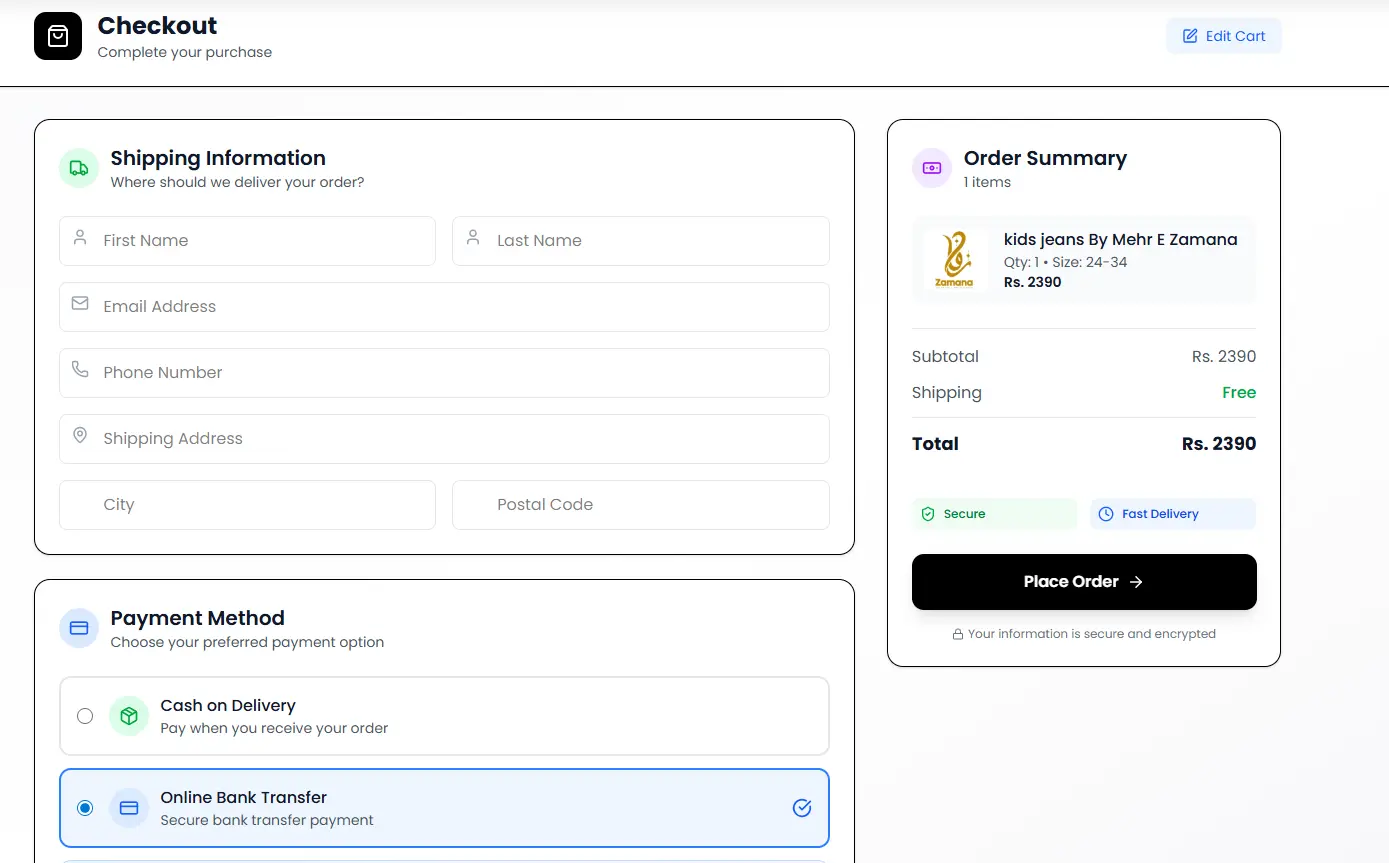 Checkout
Complete your purchase
Edit Cart
Shipping Information
Where should we deliver your order?
First Name
Last Name
Email Address
Phone Number
Shipping Address
City
Postal Code
Payment Method
Choose your preferred payment option
Cash on Delivery
Pay when you receive your order
Online Bank Transfer
Secure bank transfer payment
Order Summary
1 items
Zamana
kids jeans By Mehr E Zamana
Qty: 1 • Size: 24-34
Rs. 2390
Subtotal
Rs. 2390
Shipping
Free
Total
Rs. 2390
Secure
Fast Delivery
Place Order →
Your information is secure and encrypted